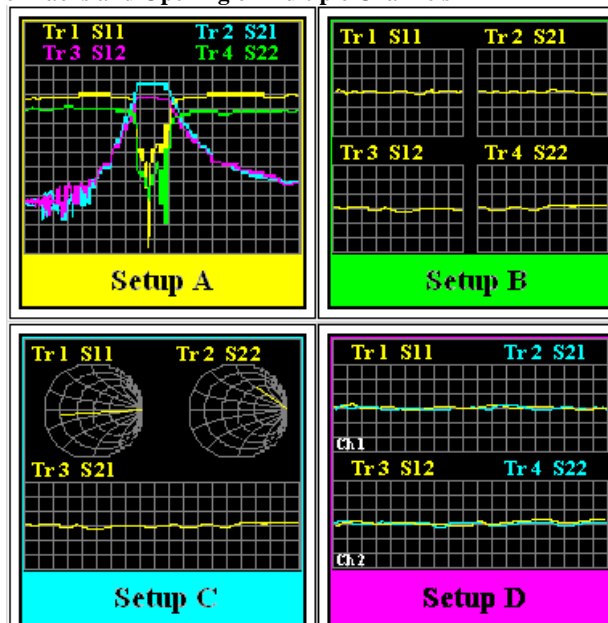 Tr 1 S11 Tr 2 S21
Tr 3 S12 Tr 4 S22
Setup A
Tr 1 S11 Tr 2 S21
Tr 3 S12 Tr 4 S22
Setup B
Tr 1 S11 Tr 2 S22
Tr 3 S21
Setup C
Tr 1 S11 Tr 2 S21
Ch1
Tr 3 S12 Tr 4 S22
Ch2
Setup D